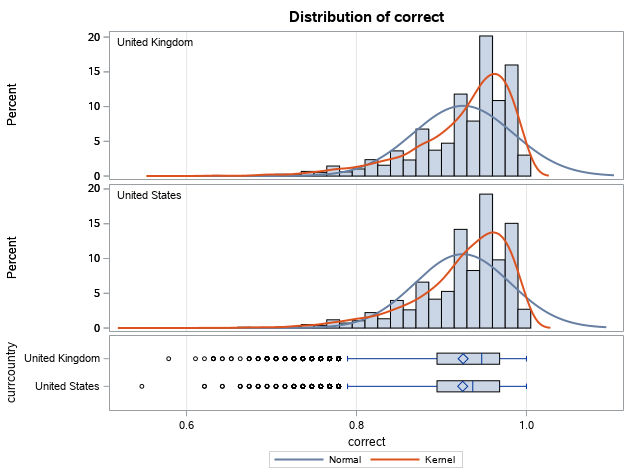 Distribution of correct
United Kingdom
Percent
20
15
10
5
0
United States
Percent
20
15
10
5
0
currcountry
United Kingdom
United States
0.6 0.8 1.0
correct
Normal Kernel